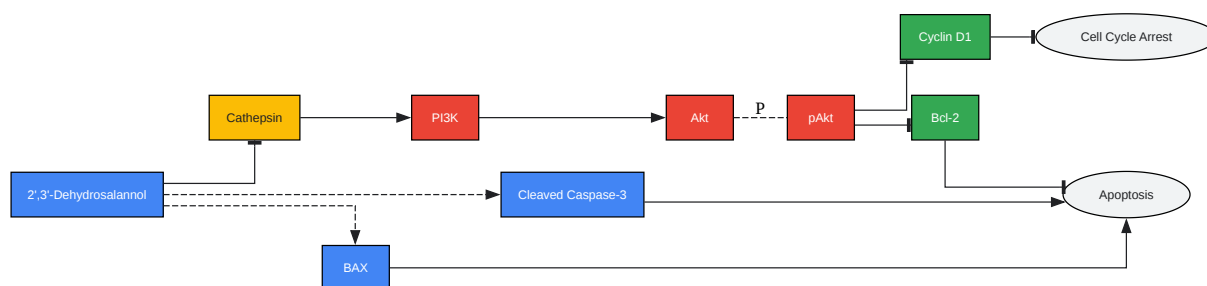 Cyclin D1
Cell Cycle Arrest
Cathepsin
PI3K
Akt
P
pAkt
Bcl-2
2',3'-Dehydrosalannol
Cleaved Caspase-3
Apoptosis
BAX